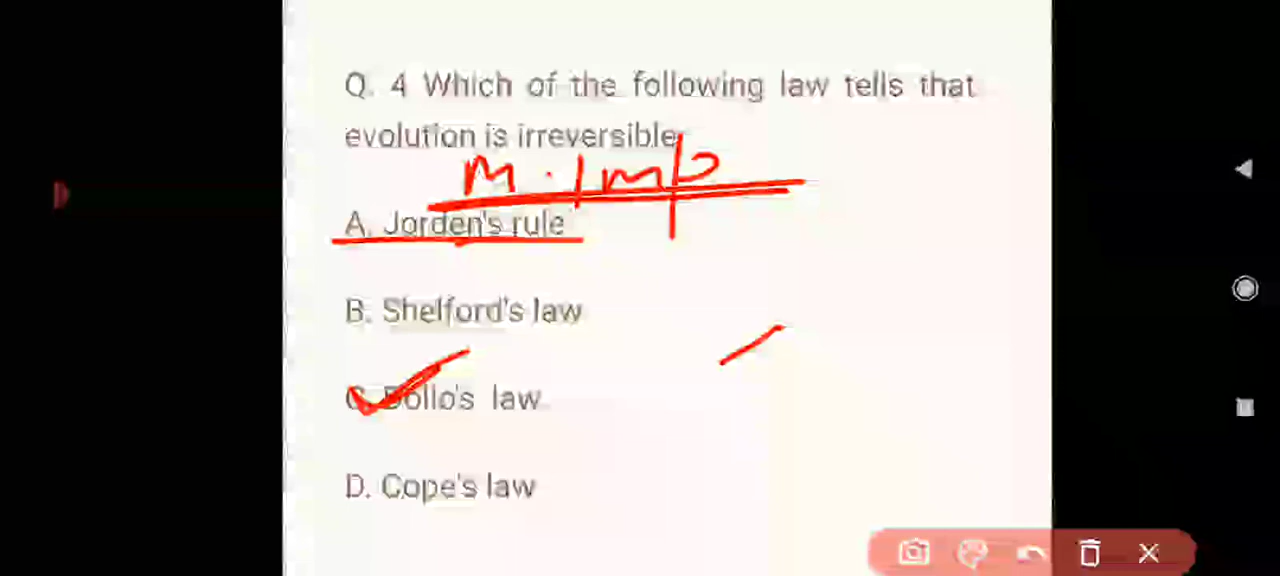 Q. 4 Which of the following law tells that
evolution is irreversible
M. Imp
A. Jorden's rule
B. Shelford's law
C. Dollo's law
D. Cope's law